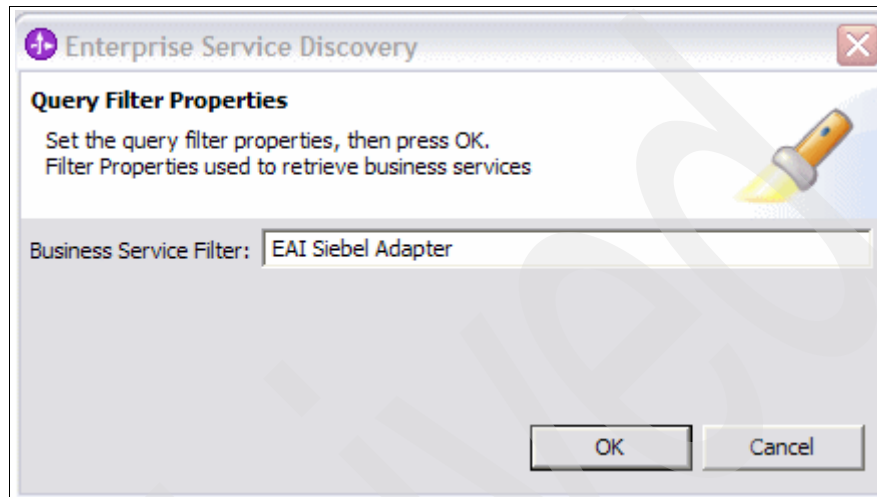 Enterprise Service Discovery
Query Filter Properties
Set the query filter properties, then press OK.
Filter Properties used to retrieve business services
Business Service Filter: EAI Siebel Adapter
OK Cancel